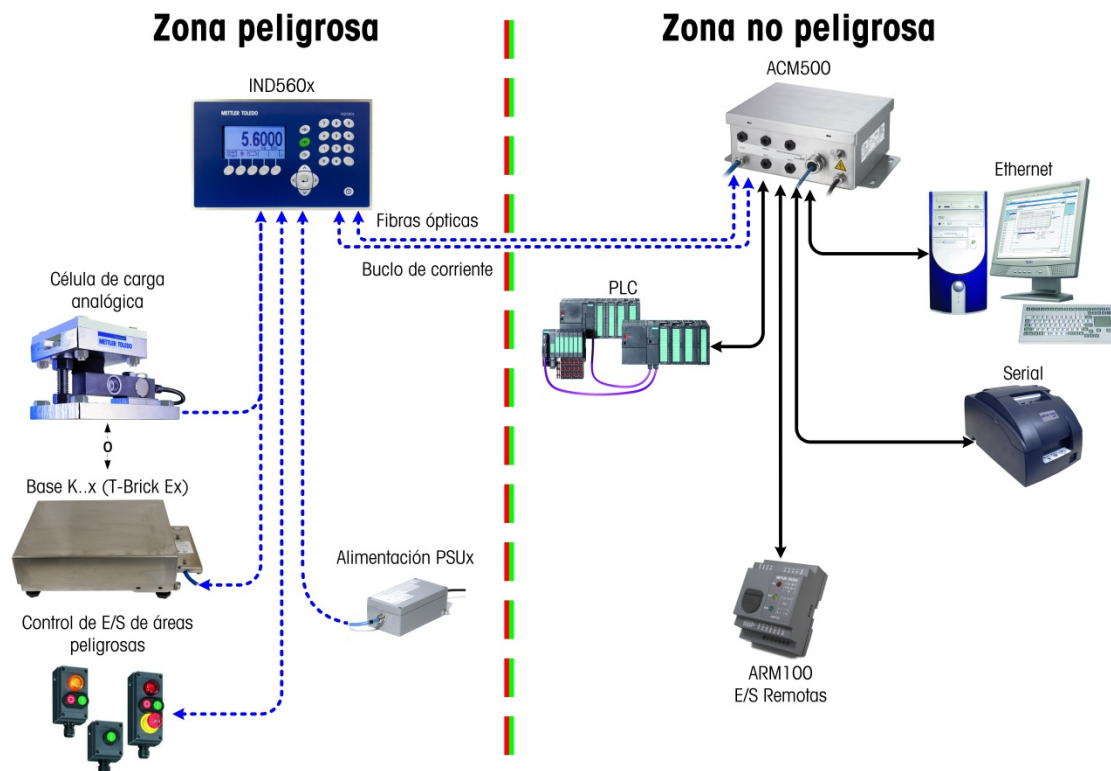 Zona peligrosa
Zona no peligrosa
IND560x
ACM500
METTLER TOLEDO
5.6000
Ethernet
Fibras ópticas
Buclo de corriente
Célula de carga
analógica
METTLER TOLEDO
PLC
Serial
o
Base K..x (T-Brick Ex)
Alimentación PSUx
Control de E/S de áreas
peligrosas
ARM100
E/S Remotas